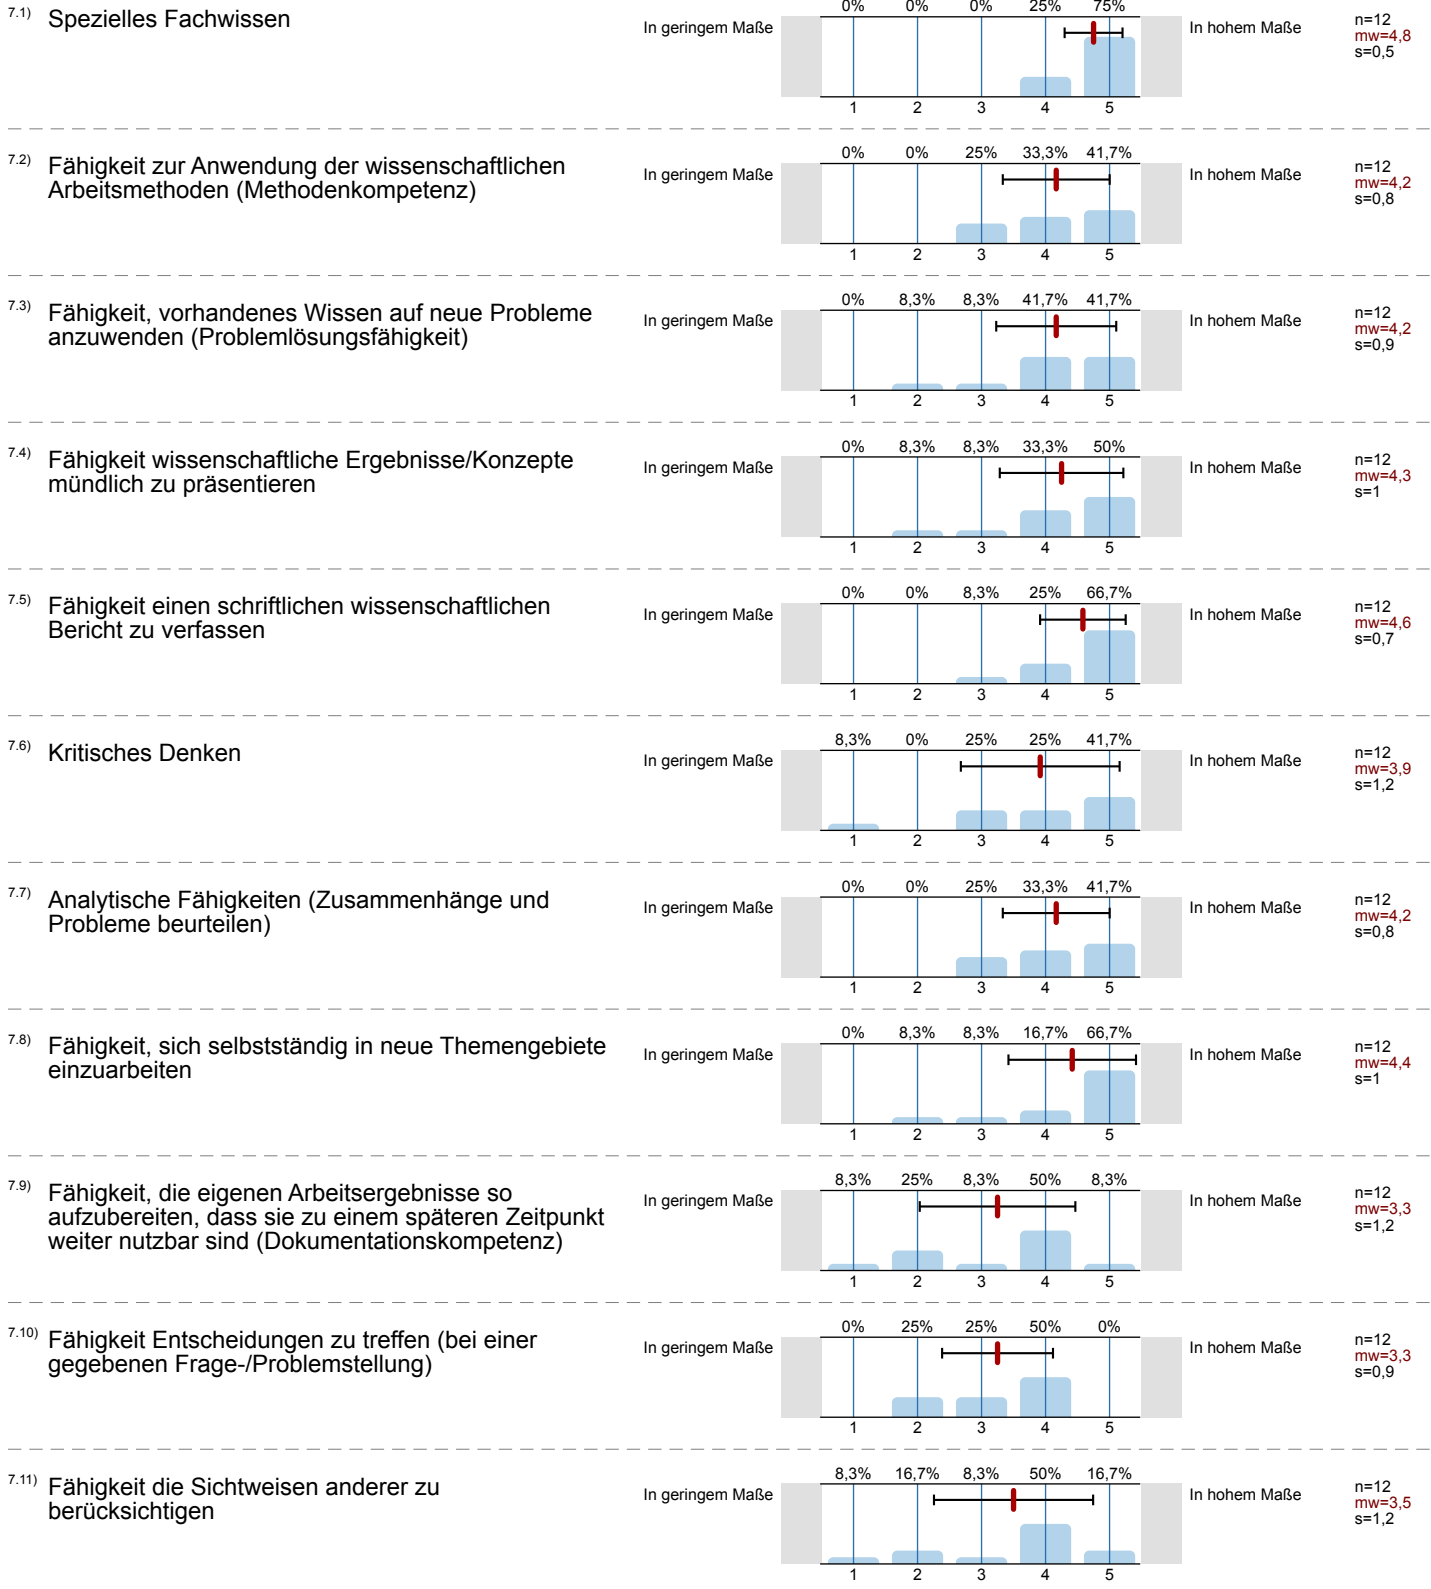 7.1) Spezielles Fachwissen
In geringem Maße
0% 0% 0% 25% 75%
1 2 3 4 5
In hohem Maße
n=12
mw=4,8
s=0,5
7.2) Fähigkeit zur Anwendung der wissenschaftlichen
Arbeitsmethoden (Methodenkompetenz)
In geringem Maße
0% 0% 25% 33,3% 41,7%
1 2 3 4 5
In hohem Maße
n=12
mw=4,2
s=0,8
7.3) Fähigkeit, vorhandenes Wissen auf neue Probleme
anzuwenden (Problemlösungsfähigkeit)
In geringem Maße
0% 8,3% 8,3% 41,7% 41,7%
1 2 3 4 5
In hohem Maße
n=12
mw=4,2
s=0,9
7.4) Fähigkeit wissenschaftliche Ergebnisse/Konzepte
mündlich zu präsentieren
In geringem Maße
0% 8,3% 8,3% 33,3% 50%
1 2 3 4 5
In hohem Maße
n=12
mw=4,3
s=1
7.5) Fähigkeit einen schriftlichen wissenschaftlichen
Bericht zu verfassen
In geringem Maße
0% 0% 8,3% 25% 66,7%
1 2 3 4 5
In hohem Maße
n=12
mw=4,6
s=0,7
7.6) Kritisches Denken
In geringem Maße
8,3% 0% 25% 25% 41,7%
1 2 3 4 5
In hohem Maße
n=12
mw=3,9
s=1,2
7.7) Analytische Fähigkeiten (Zusammenhänge und
Probleme beurteilen)
In geringem Maße
0% 0% 25% 33,3% 41,7%
1 2 3 4 5
In hohem Maße
n=12
mw=4,2
s=0,8
7.8) Fähigkeit, sich selbstständig in neue Themengebiete
einzuarbeiten
In geringem Maße
0% 8,3% 8,3% 16,7% 66,7%
1 2 3 4 5
In hohem Maße
n=12
mw=4,4
s=1
7.9) Fähigkeit, die eigenen Arbeitsergebnisse so
aufzubereiten, dass sie zu einem späteren Zeitpunkt
weiter nutzbar sind (Dokumentationskompetenz)
In geringem Maße
8,3% 25% 8,3% 50% 8,3%
1 2 3 4 5
In hohem Maße
n=12
mw=3,3
s=1,2
7.10) Fähigkeit Entscheidungen zu treffen (bei einer
gegebenen Frage-/Problemstellung)
In geringem Maße
0% 25% 25% 50% 0%
1 2 3 4 5
In hohem Maße
n=12
mw=3,3
s=0,9
7.11) Fähigkeit die Sichtweisen anderer zu
berücksichtigen
In geringem Maße
8,3% 16,7% 8,3% 50% 16,7%
1 2 3 4 5
In hohem Maße
n=12
mw=3,5
s=1,2